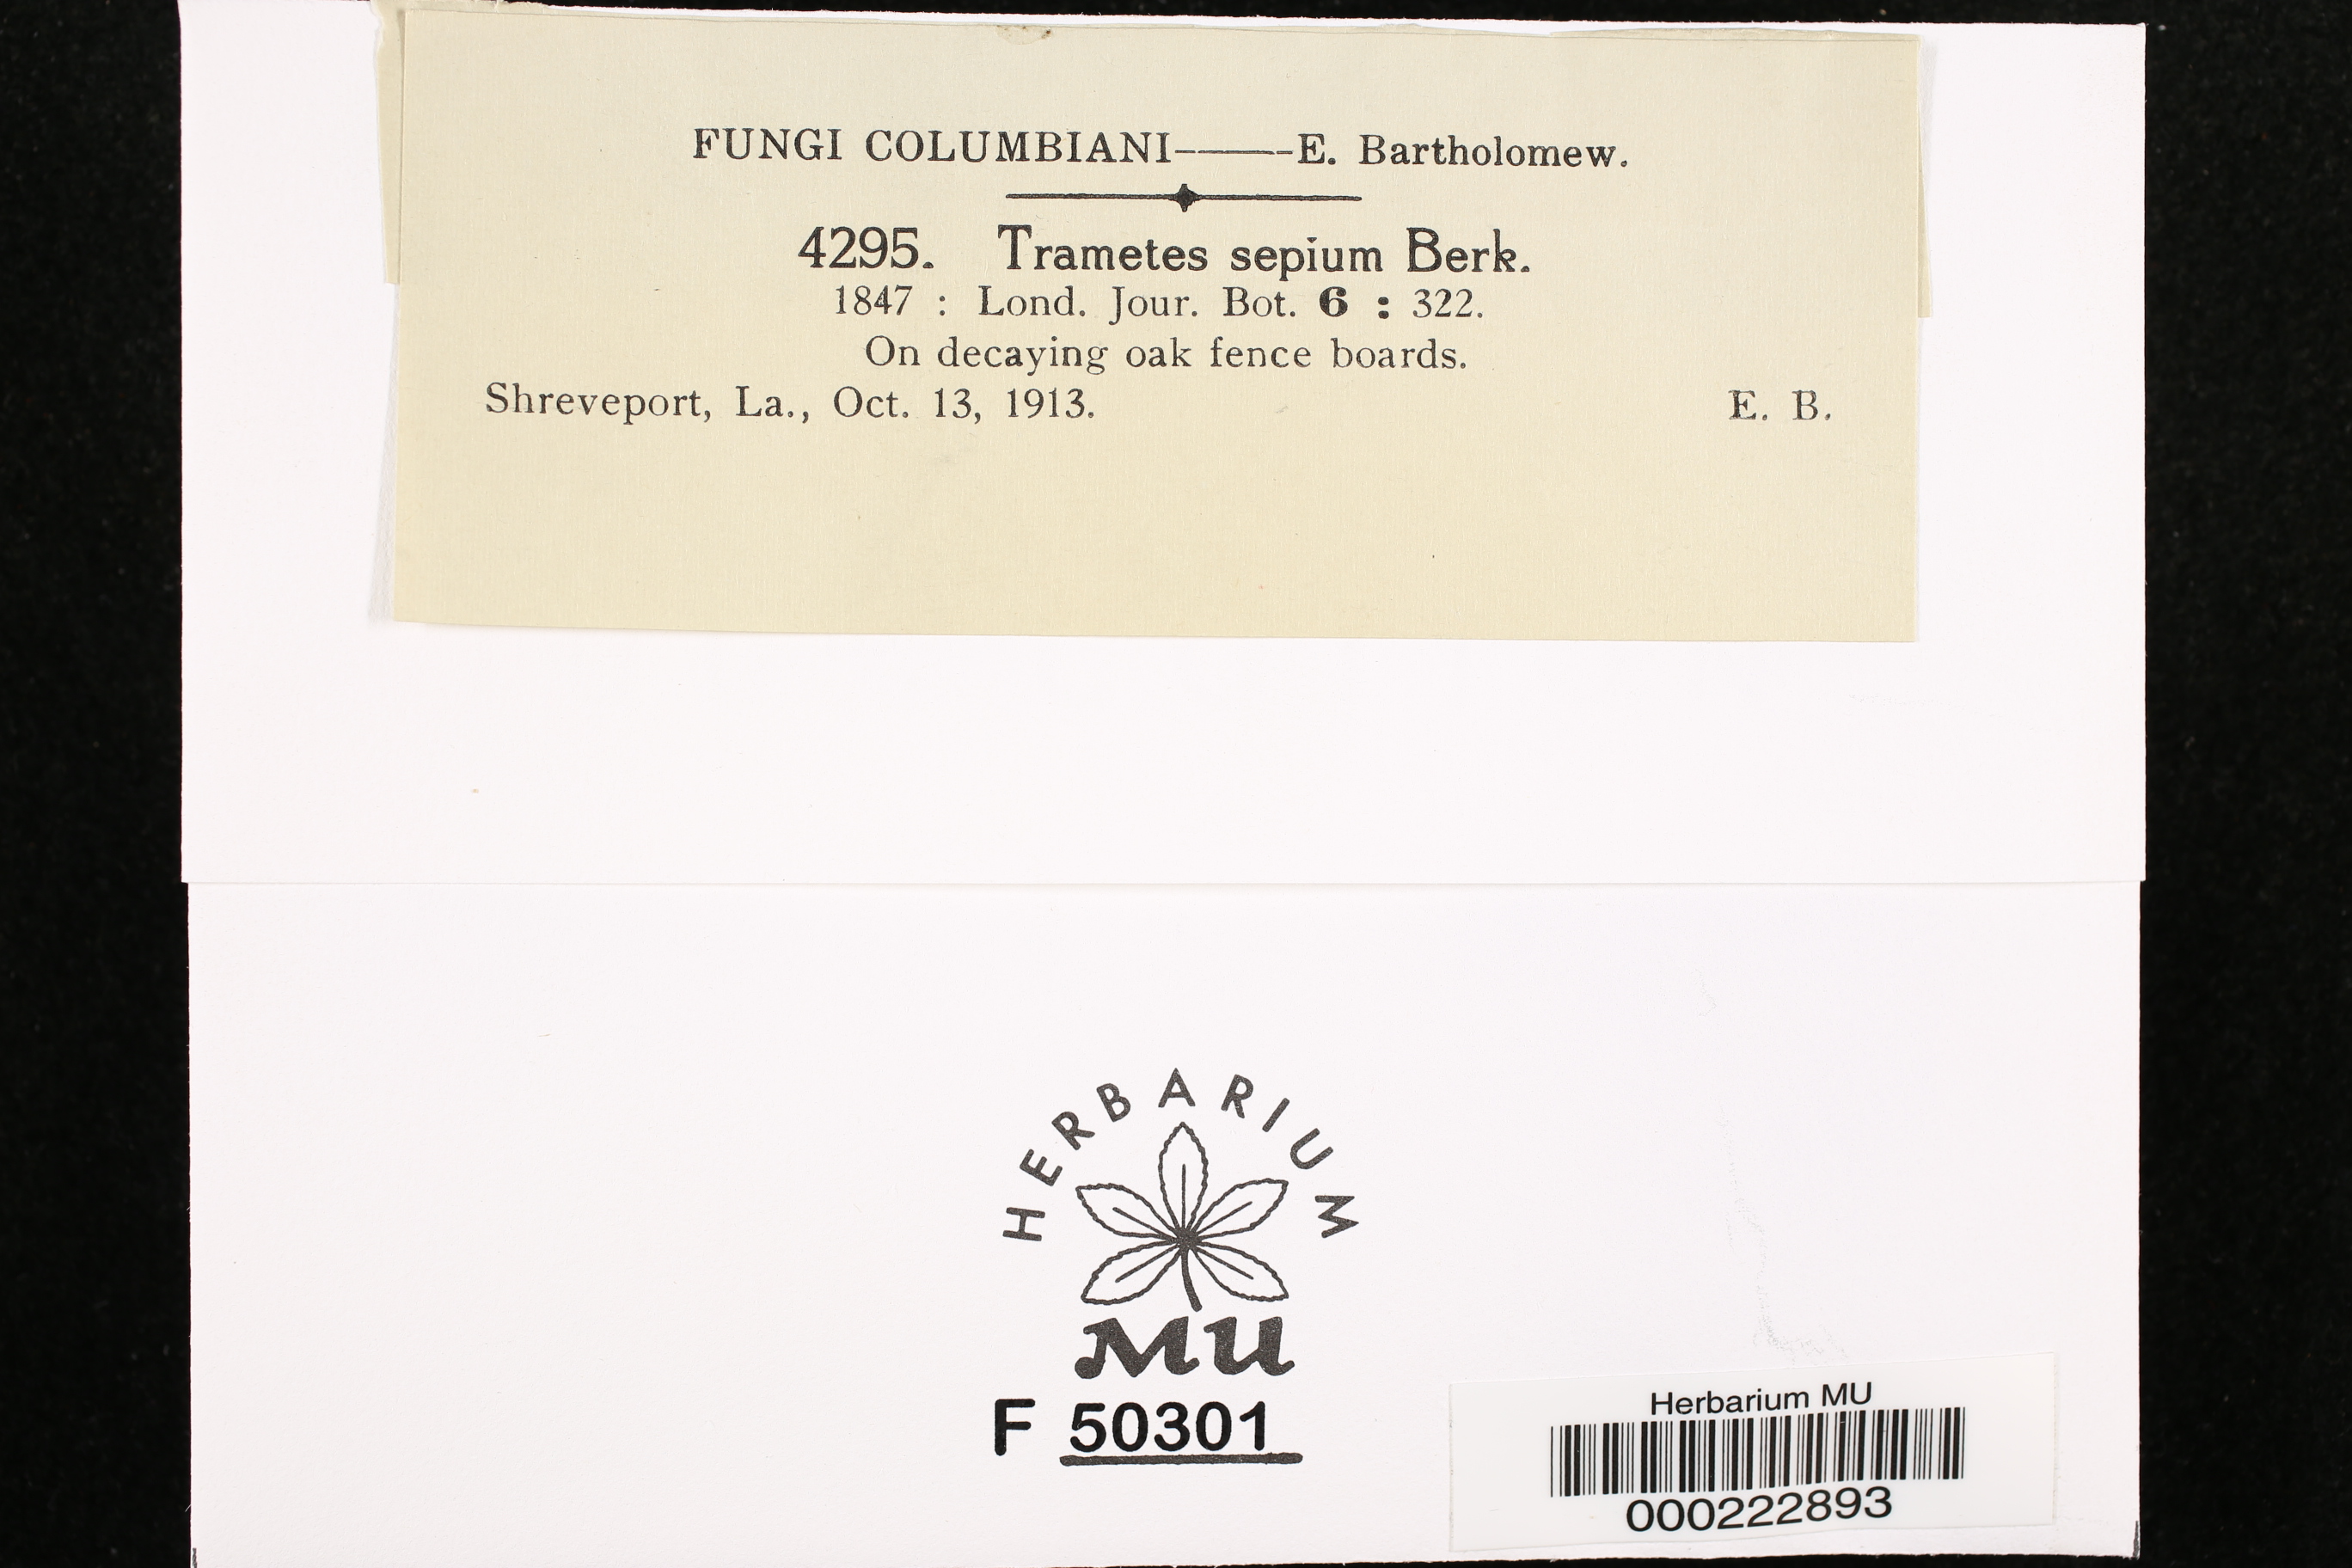 FUNGI COLUMBIANI———E. Bartholomew.
4295. Trametes sepium Berk.
1847 : Lond. Jour. Bot. 6 : 322.
On decaying oak fence boards.
Shreveport, La., Oct. 13, 1913. E. B.
HERBARIUM
MU
F 50301
Herbarium MU
000222893